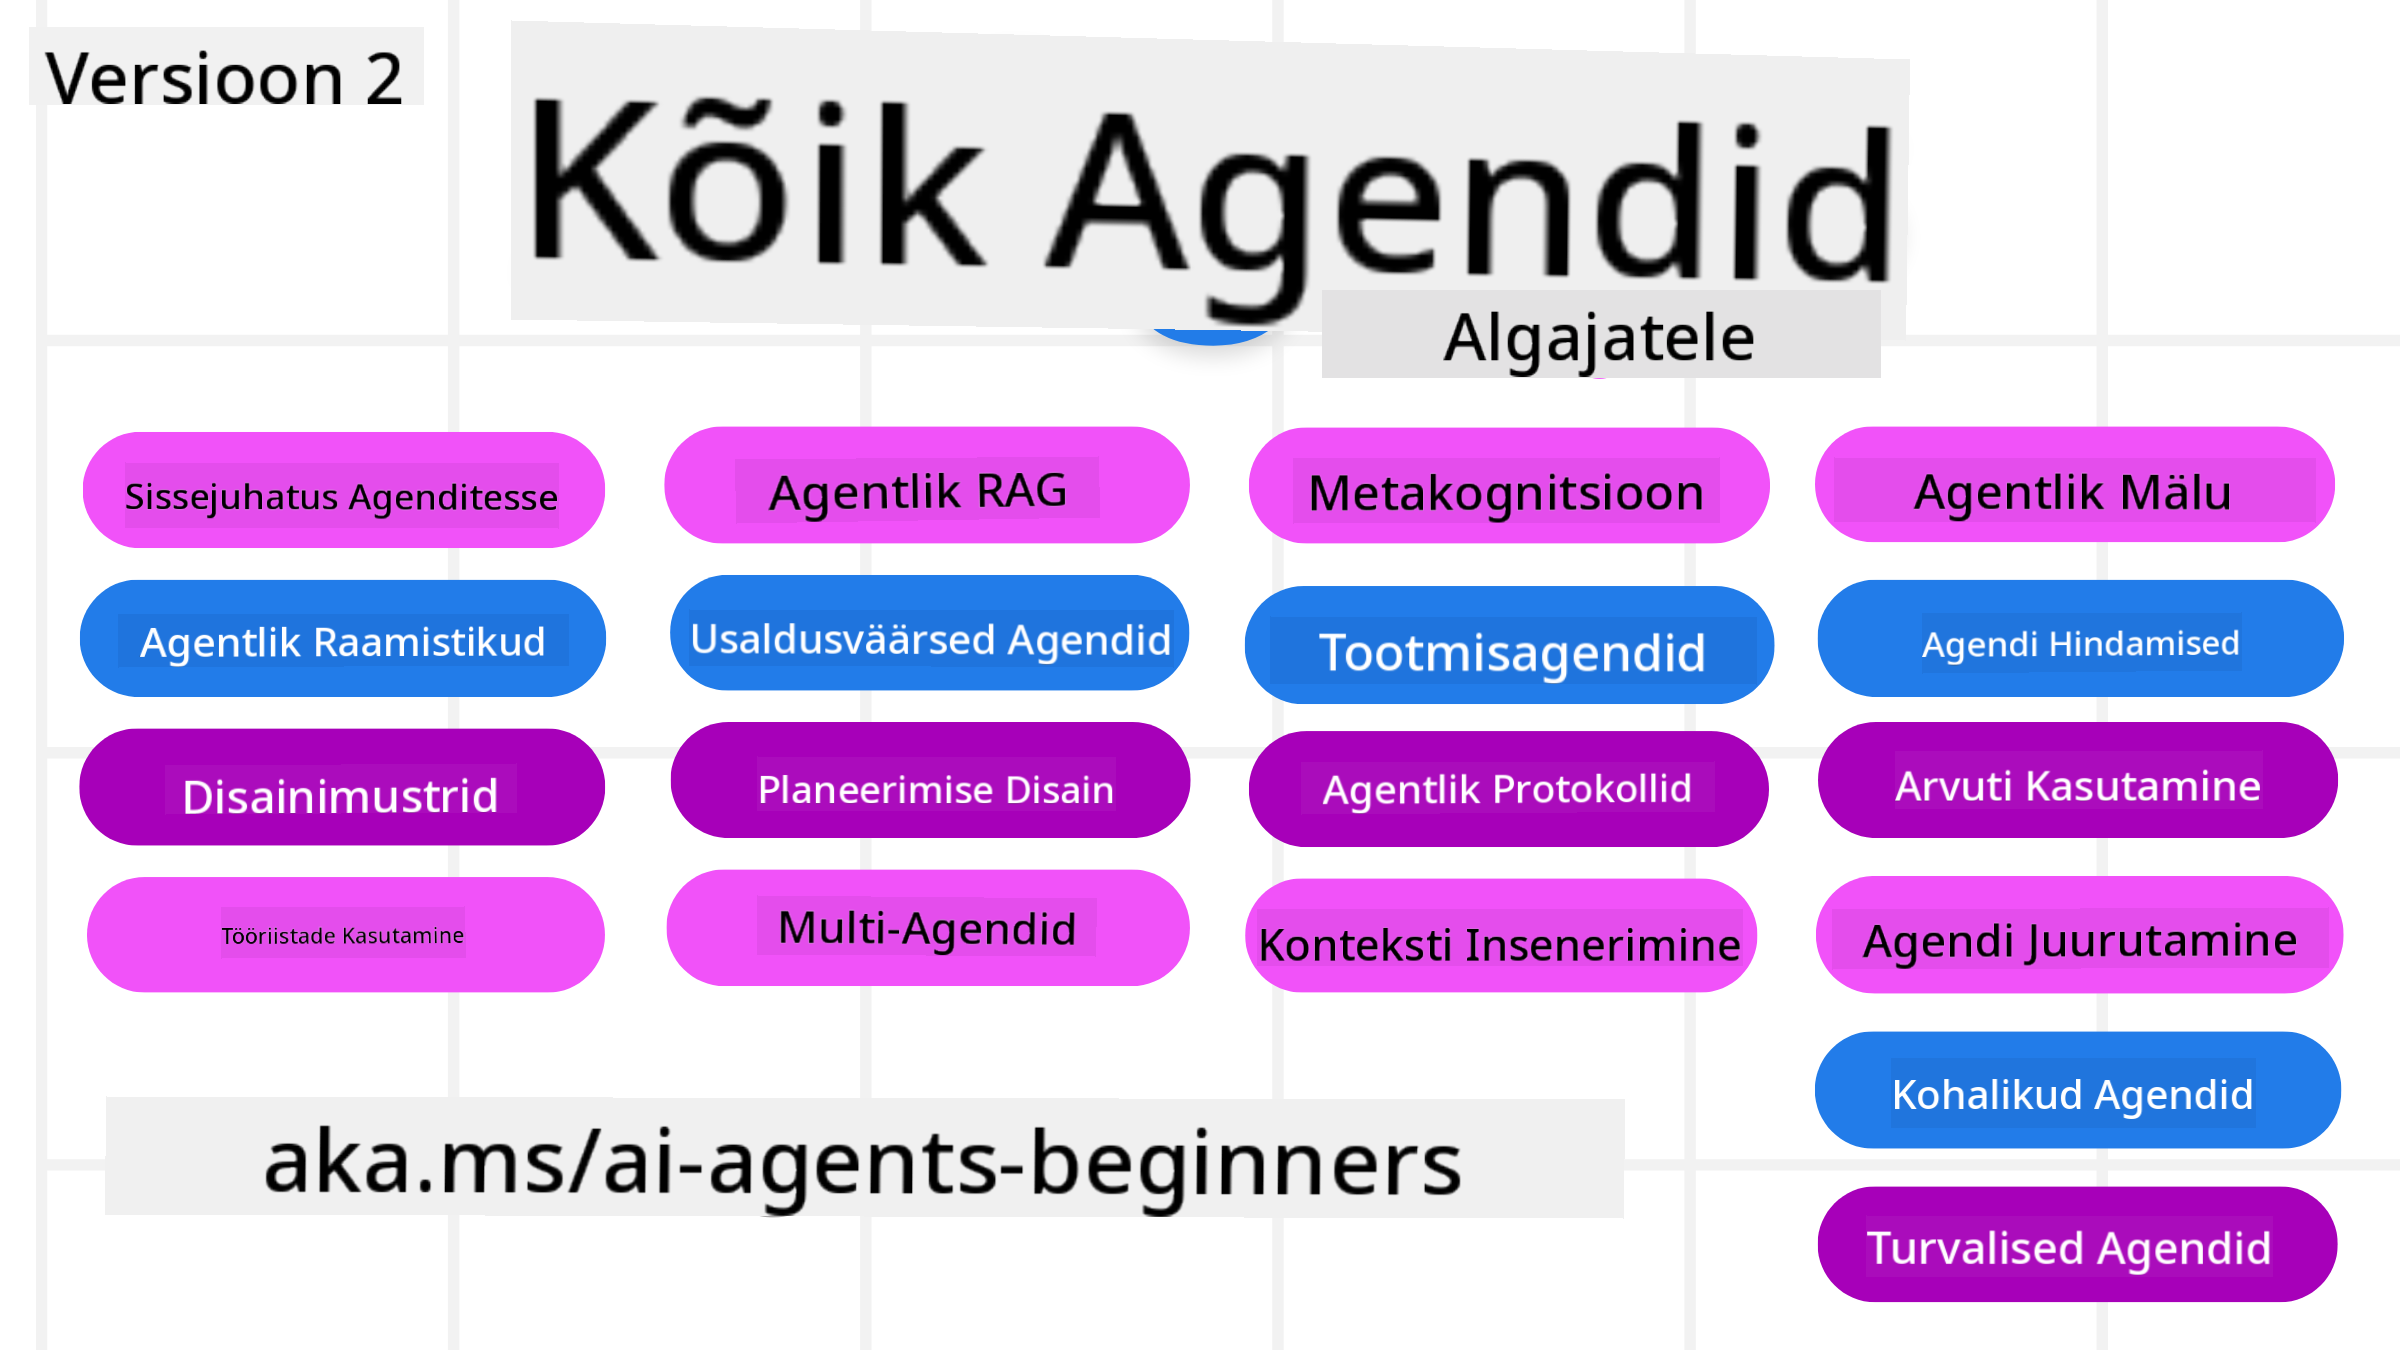 Versioon 2
Kõik Agendid
Algajatele
Sissejuhatus Agenditesse
Agentlik Raamistikud
Disainimustrid
Tööriistade Kasutamine
Agentlik RAG
Usaldusväärsed Agendid
Planeerimise Disain
Multi-Agendid
Metakognitsioon
Tootmisagendid
Agentlik Protokollid
Konteksti Insenerimine
Agentlik Mälu
Agendi Hindamised
Arvuti Kasutamine
Agendi Juurutamine
Kohalikud Agendid
Turvalised Agendid
aka.ms/ai-agents-beginners